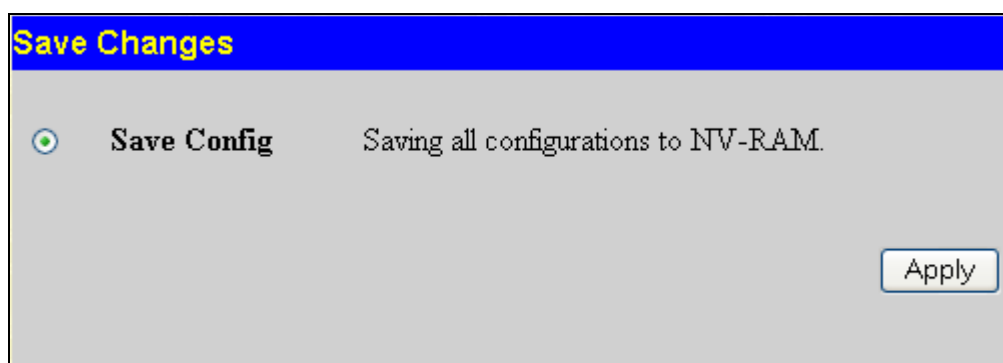 Save Changes
Save Config Saving all configurations to NV-RAM.
Apply